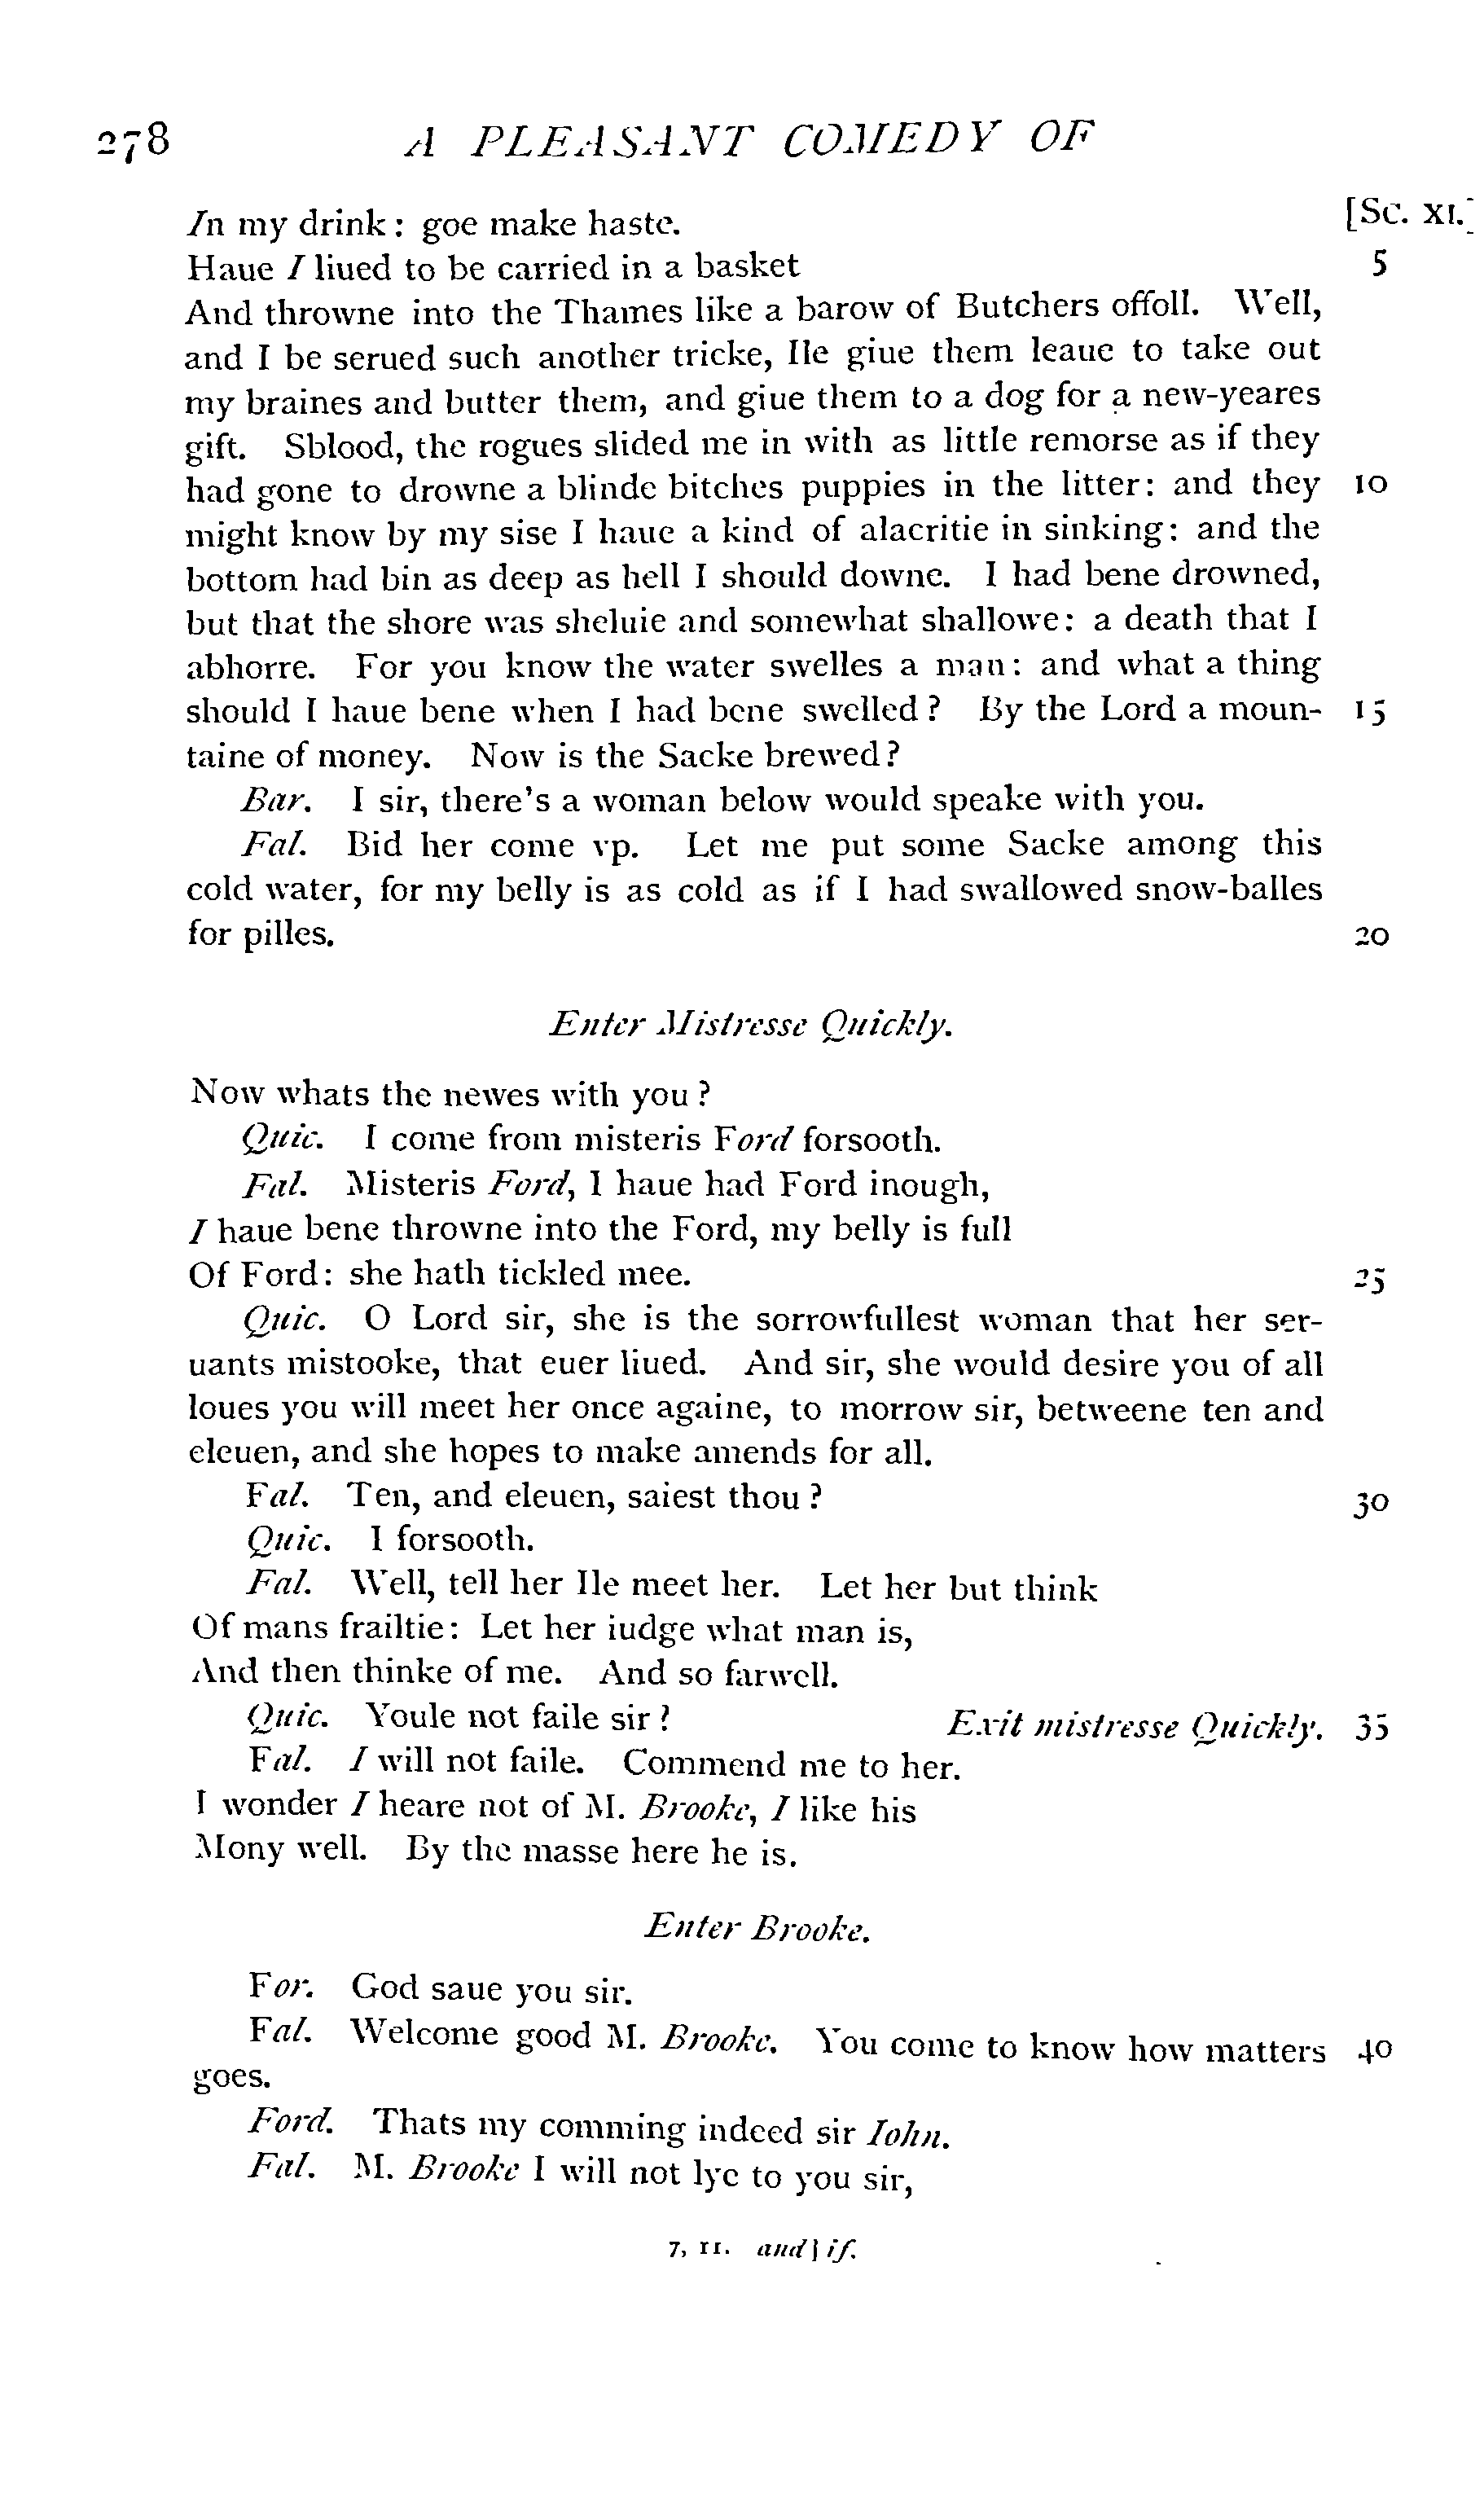 278 A PLEASANT COMEDY OF
In my drink: goe make haste. [Sc. XI.]
Haue I liued to be carried in a basket 5
And throwne into the Thames like a barow of Butchers offoll. Well,
and I be serued such another tricke, Ile giue them leaue to take out
my braines and butter them, and giue them to a dog for a new-yeares
gift. Sblood, the rogues slided me in with as little remorse as if they
had gone to drowne a blinde bitches puppies in the litter: and they 10
might know by my sise I haue a kind of alacritie in sinking: and the
bottom had bin as deep as hell I should downe. I had bene drowned,
but that the shore was sheluie and somewhat shallowe: a death that I
abhorre. For you know the water swelles a man: and what a thing
should I haue bene when I had bene swelled? By the Lord a moun- 15
taine of money. Now is the Sacke brewed?
Bar. I sir, there's a woman below would speake with you.
Fal. Bid her come vp. Let me put some Sacke among this
cold water, for my belly is as cold as if I had swallowed snow-balles
for pilles. 20
Enter Mistresse Quickly.
Now whats the newes with you?
Quic. I come from misteris Ford forsooth.
Fal. Misteris Ford, I haue had Ford inough,
I haue bene throwne into the Ford, my belly is full
Of Ford: she hath tickled mee. 25
Quic. O Lord sir, she is the sorrowfullest woman that her ser-
uants mistooke, that euer liued. And sir, she would desire you of all
loues you will meet her once againe, to morrow sir, betweene ten and
eleuen, and she hopes to make amends for all.
Fal. Ten, and eleuen, saiest thou? 30
Quic. I forsooth.
Fal. Well, tell her Ile meet her. Let her but think
Of mans frailtie: Let her iudge what man is,
And then thinke of me. And so farwell.
Quic. Youle not faile sir? Exit mistresse Quickly. 35
Fal. I will not faile. Commend me to her.
I wonder I heare not of M. Brooke, I like his
Mony well. By the masse here he is.
Enter Brooke.
For. God saue you sir.
Fal. Welcome good M. Brooke. You come to know how matters 40
goes.
Ford. Thats my comming indeed sir Iohn.
Fal. M. Brooke I will not lye to you sir,
7, 11. and] if.